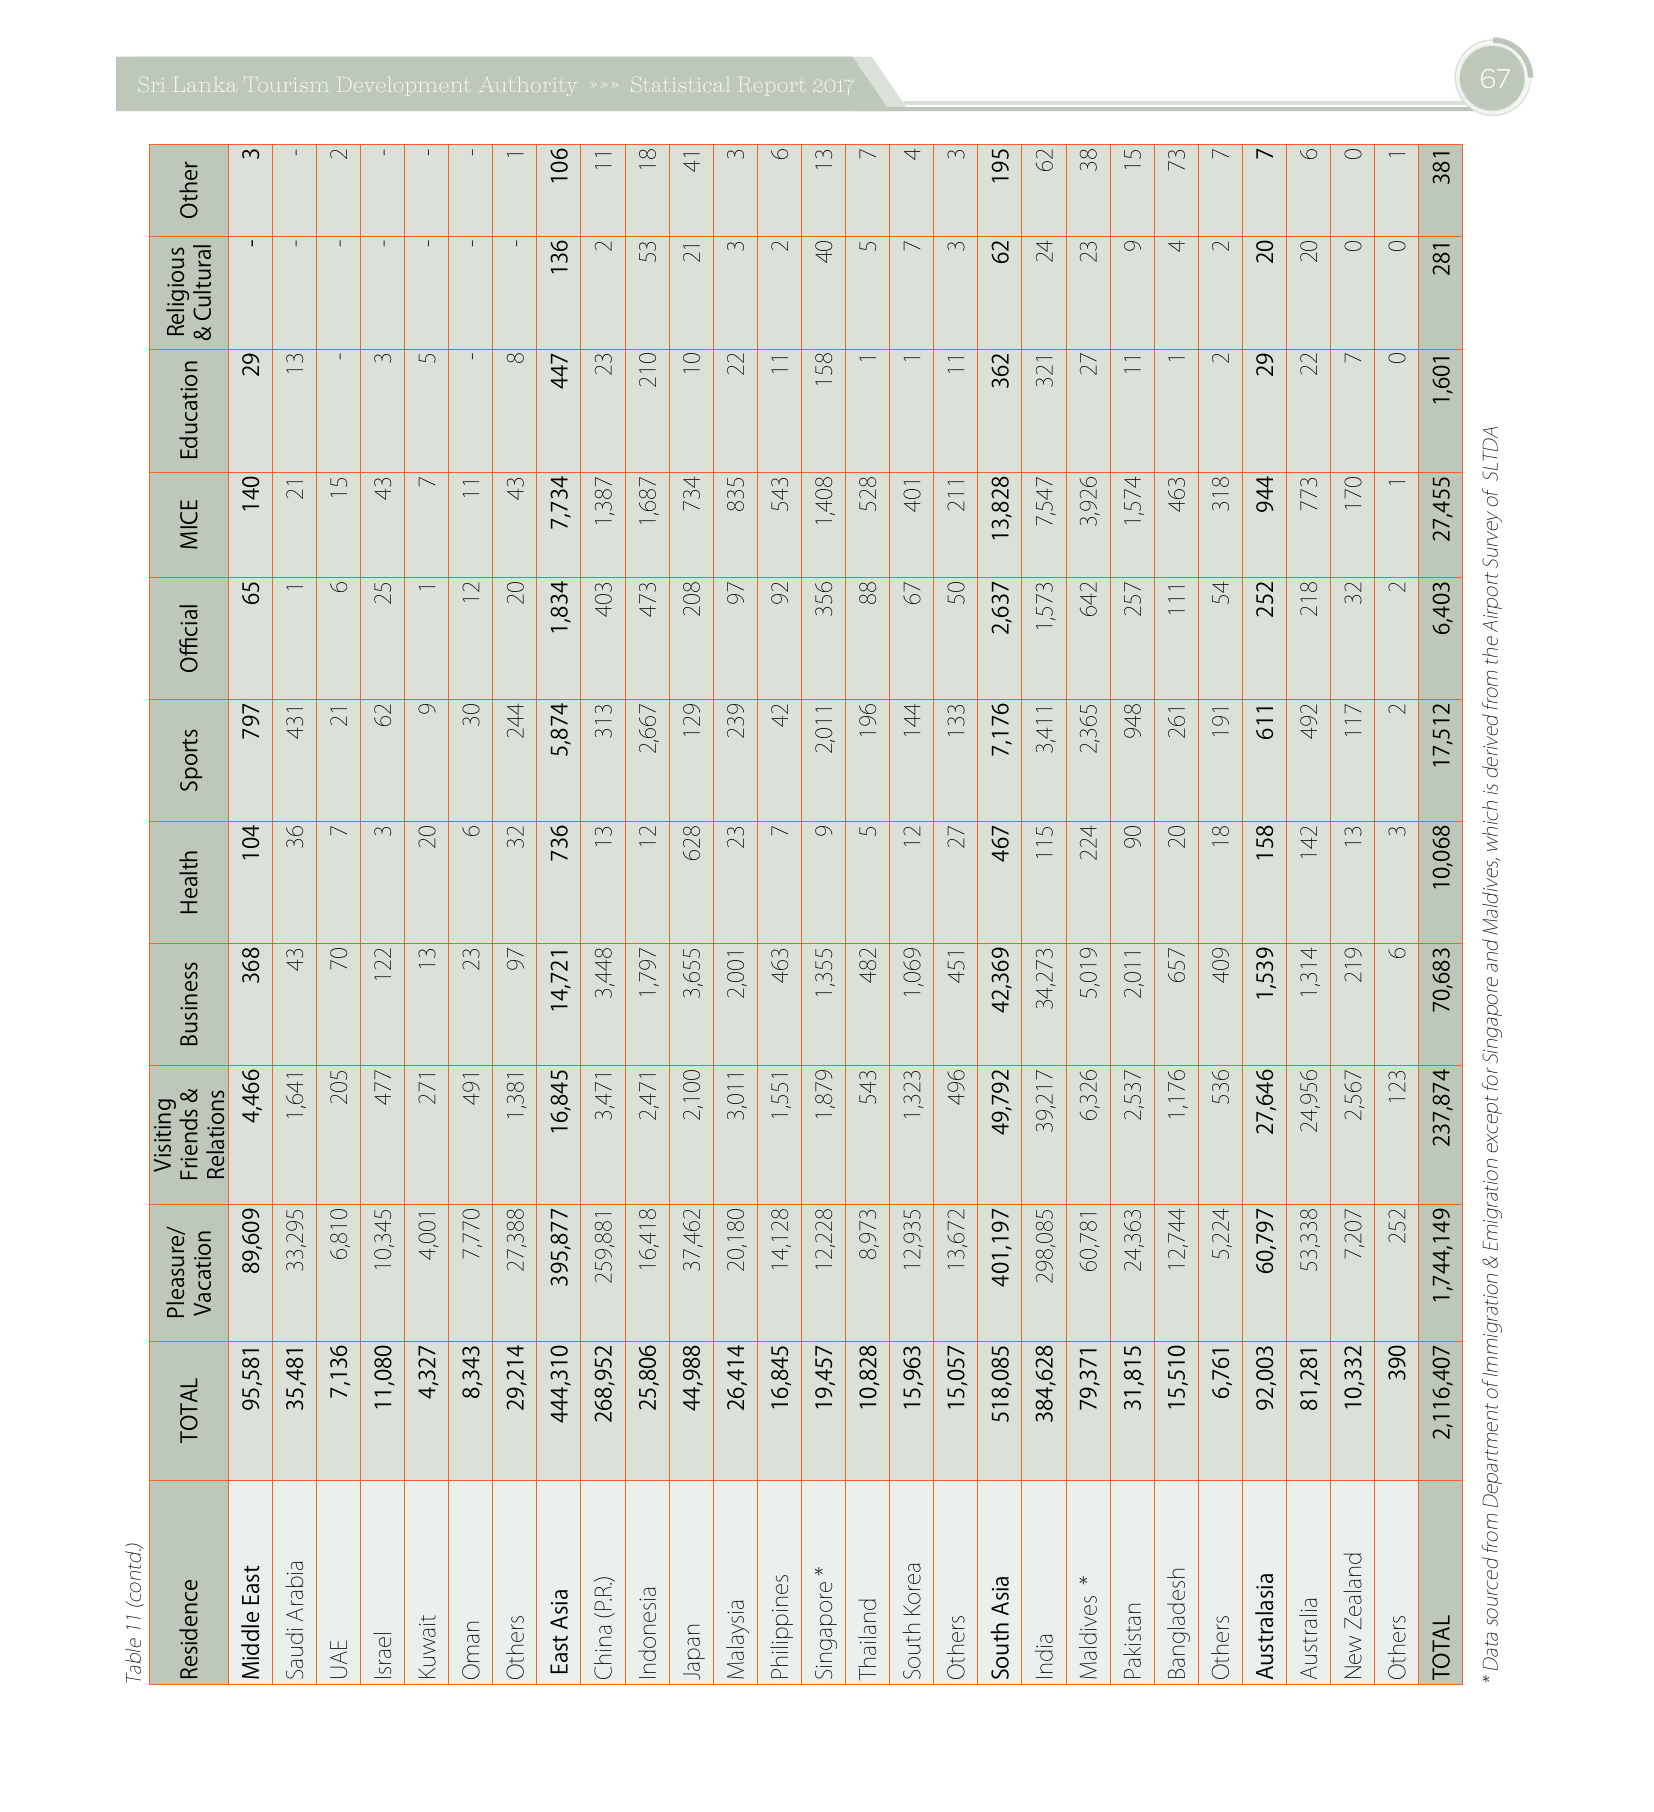 Sri Lanka Tourism Development Authority »»» Statistical Report 2017
67
Table 11 (contd.)
Residence TOTAL Pleasure/ Vacation Visiting Friends & Relations Business Health Sports Official MICE Education Religious & Cultural Other
Middle East 95,581 89,609 4,466 368 104 797 65 140 29 - 3
Saudi Arabia 35,481 33,295 1,641 43 36 431 1 21 13 - -
UAE 7,136 6,810 205 70 7 21 6 15 - - 2
Israel 11,080 10,345 477 122 3 62 25 43 3 - -
Kuwait 4,327 4,001 271 13 20 9 1 7 5 - -
Oman 8,343 7,770 491 23 6 30 12 11 - - -
Others 29,214 27,388 1,381 97 32 244 20 43 8 - 1
East Asia 444,310 395,877 16,845 14,721 736 5,874 1,834 7,734 447 136 106
China (P.R.) 268,952 259,881 3,471 3,448 13 313 403 1,387 23 2 11
Indonesia 25,806 16,418 2,471 1,797 12 2,667 473 1,687 210 53 18
Japan 44,988 37,462 2,100 3,655 628 129 208 734 10 21 41
Malaysia 26,414 20,180 3,011 2,001 23 239 97 835 22 3 3
Philippines 16,845 14,128 1,551 463 7 42 92 543 11 2 6
Singapore * 19,457 12,228 1,879 1,355 9 2,011 356 1,408 158 40 13
Thailand 10,828 8,973 543 482 5 196 88 528 1 5 7
South Korea 15,963 12,935 1,323 1,069 12 144 67 401 1 7 4
Others 15,057 13,672 496 451 27 133 50 211 11 3 3
South Asia 518,085 401,197 49,792 42,369 467 7,176 2,637 13,828 362 62 195
India 384,628 298,085 39,217 34,273 115 3,411 1,573 7,547 321 24 62
Maldives * 79,371 60,781 6,326 5,019 224 2,365 642 3,926 27 23 38
Pakistan 31,815 24,363 2,537 2,011 90 948 257 1,574 11 9 15
Bangladesh 15,510 12,744 1,176 657 20 261 111 463 1 4 73
Others 6,761 5,224 536 409 18 191 54 318 2 2 7
Australasia 92,003 60,797 27,646 1,539 158 611 252 944 29 20 7
Australia 81,281 53,338 24,956 1,314 142 492 218 773 22 20 6
New Zealand 10,332 7,207 2,567 219 13 117 32 170 7 0 0
Others 390 252 123 6 3 2 2 1 0 0 1
TOTAL 2,116,407 1,744,149 237,874 70,683 10,068 17,512 6,403 27,455 1,601 281 381
* Data sourced from Department of Immigration & Emigration except for Singapore and Maldives, which is derived from the Airport Survey of SLTDA